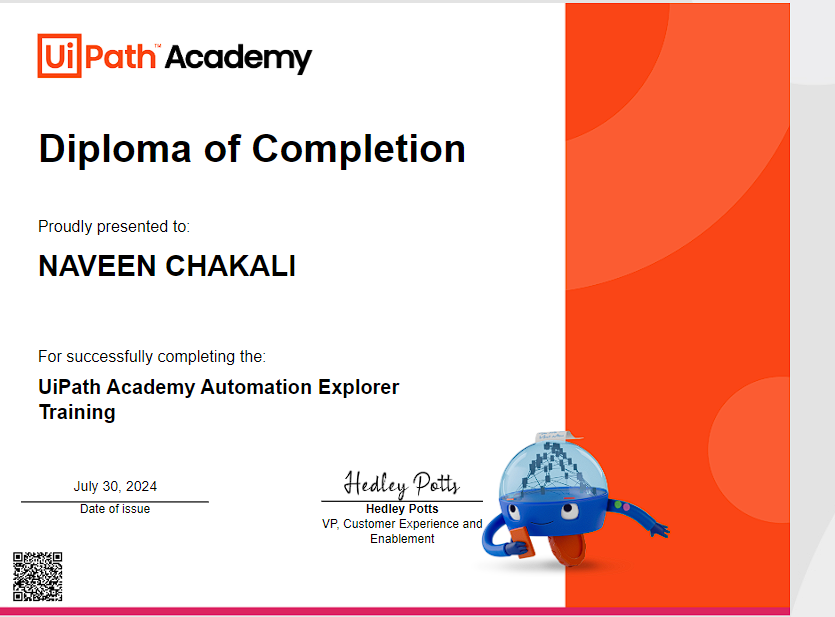 UiPath™ Academy
Diploma of Completion
Proudly presented to:
NAVEEN CHAKALI
For successfully completing the:
UiPath Academy Automation Explorer
Training
July 30, 2024
Date of issue
Hedley Potts
Hedley Potts
VP, Customer Experience and
Enablement